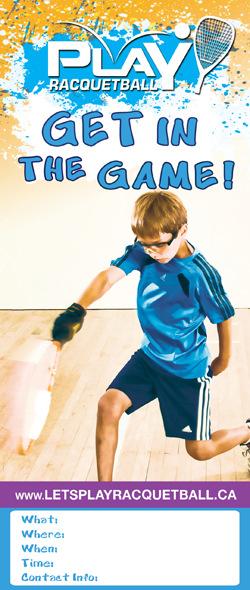 PLAY
RACQUETBALL
GET IN
THE GAME!
WWW.LETSPLAYRACQUETBALL.CA
What:
Where:
When:
Time:
Contact Info: